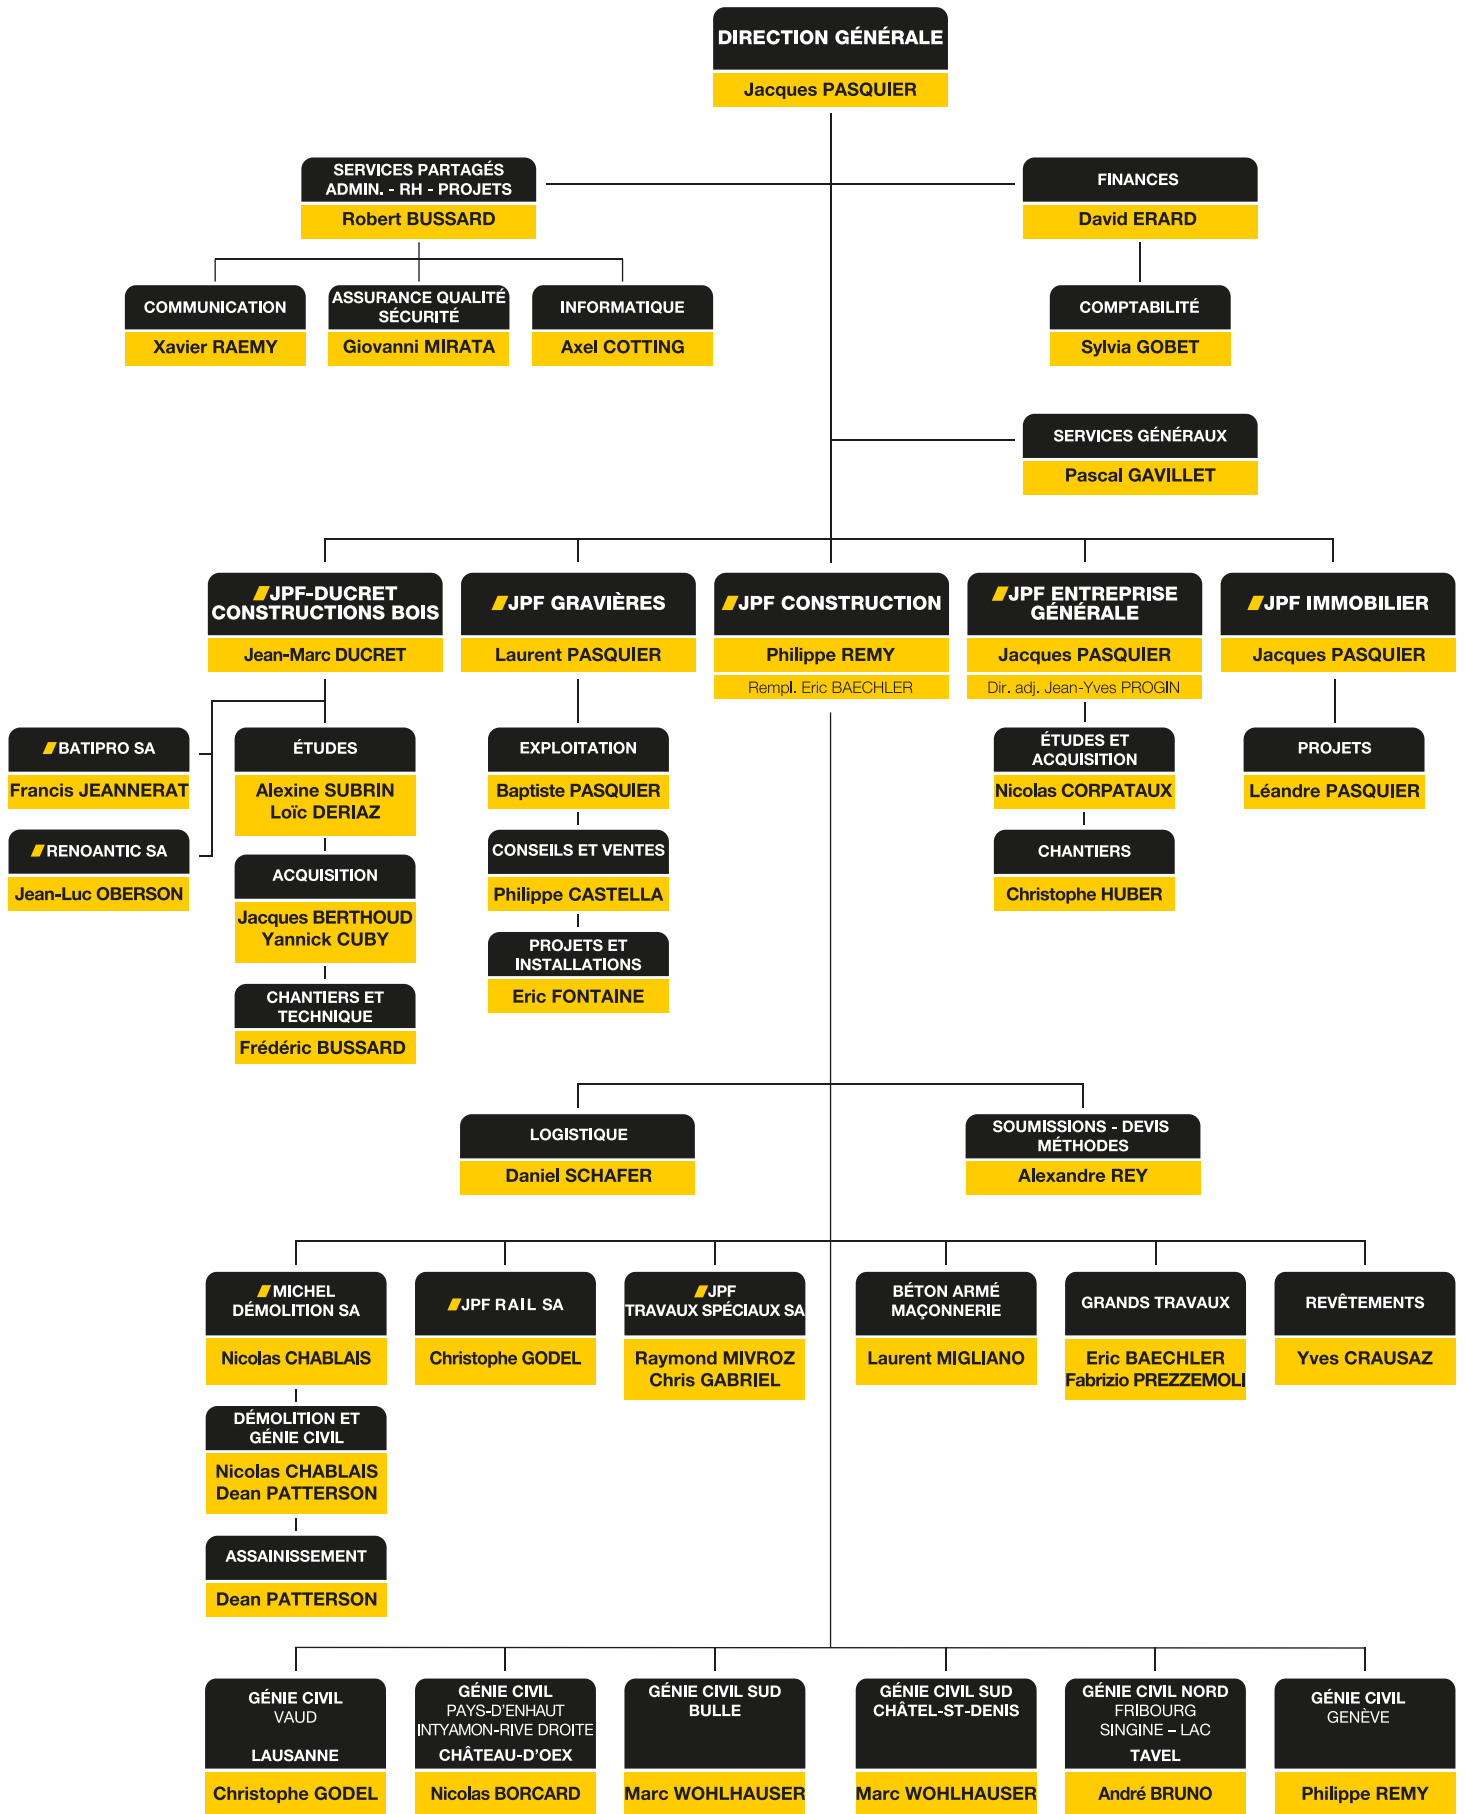 DIRECTION GÉNÉRALE
Jacques PASQUIER
SERVICES PARTAGÉS
ADMIN. - RH - PROJETS
Robert BUSSARD
FINANCES
David ERARD
COMMUNICATION
Xavier RAEMY
ASSURANCE QUALITÉ
SÉCURITÉ
Giovanni MIRATA
INFORMATIQUE
Axel COTTING
COMPTABILITÉ
Sylvia GOBET
SERVICES GÉNÉRAUX
Pascal GAVILLET
JPF-DUCRET
CONSTRUCTIONS BOIS
Jean-Marc DUCRET
JPF GRAVIÈRES
Laurent PASQUIER
JPF CONSTRUCTION
Philippe REMY
Rempl. Eric BAECHLER
JPF ENTREPRISE
GÉNÉRALE
Jacques PASQUIER
Dir. adj. Jean-Yves PROGIN
JPF IMMOBILIER
Jacques PASQUIER
BATIPRO SA
Francis JEANNERAT
RENOANTIC SA
Jean-Luc OBERSON
ÉTUDES
Alexine SUBRIN
Loïc DERIAZ
ACQUISITION
Jacques BERTHOUD
Yannick CUBY
CHANTIERS ET
TECHNIQUE
Frédéric BUSSARD
EXPLOITATION
Baptiste PASQUIER
CONSEILS ET VENTES
Philippe CASTELLA
PROJETS ET
INSTALLATIONS
Eric FONTAINE
ÉTUDES ET
ACQUISITION
Nicolas CORPATAUX
CHANTIERS
Christophe HUBER
PROJETS
Léandre PASQUIER
LOGISTIQUE
Daniel SCHAFER
SOUMISSIONS - DEVIS
MÉTHODES
Alexandre REY
MICHEL
DÉMOLITION SA
Nicolas CHABLAIS
DÉMOLITION ET
GÉNIE CIVIL
Nicolas CHABLAIS
Dean PATTERSON
ASSAINISSEMENT
Dean PATTERSON
JPF RAIL SA
Christophe GODEL
JPF
TRAVAUX SPÉCIAUX SA
Raymond MIVROZ
Chris GABRIEL
BÉTON ARMÉ
MAÇONNERIE
Laurent MIGLIANO
GRANDS TRAVAUX
Eric BAECHLER
Fabrizio PREZZEMOLI
REVÊTEMENTS
Yves CRAUSAZ
GÉNIE CIVIL
VAUD
LAUSANNE
Christophe GODEL
GÉNIE CIVIL
PAYS-D'ENHAUT
INTYAMON-RIVE DROITE
CHÂTEAU-D'OEX
Nicolas BORCARD
GÉNIE CIVIL SUD
BULLE
Marc WOHLHAUSER
GÉNIE CIVIL SUD
CHÂTEL-ST-DENIS
Marc WOHLHAUSER
GÉNIE CIVIL NORD
FRIBOURG
SINGINE – LAC
TAVEL
André BRUNO
GÉNIE CIVIL
GENÈVE
Philippe REMY